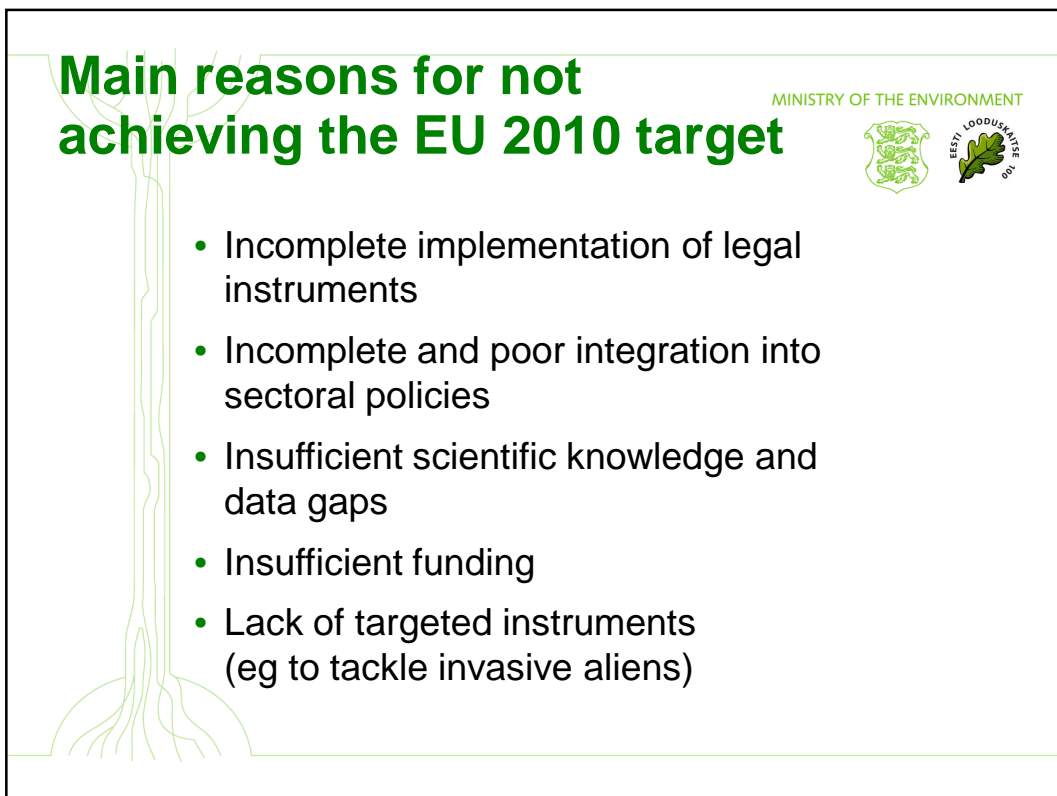 Main reasons for not
achieving the EU 2010 target
MINISTRY OF THE ENVIRONMENT
EESTI LOODUSKAITSE 100
• Incomplete implementation of legal
instruments
• Incomplete and poor integration into
sectoral policies
• Insufficient scientific knowledge and
data gaps
• Insufficient funding
• Lack of targeted instruments
(eg to tackle invasive aliens)